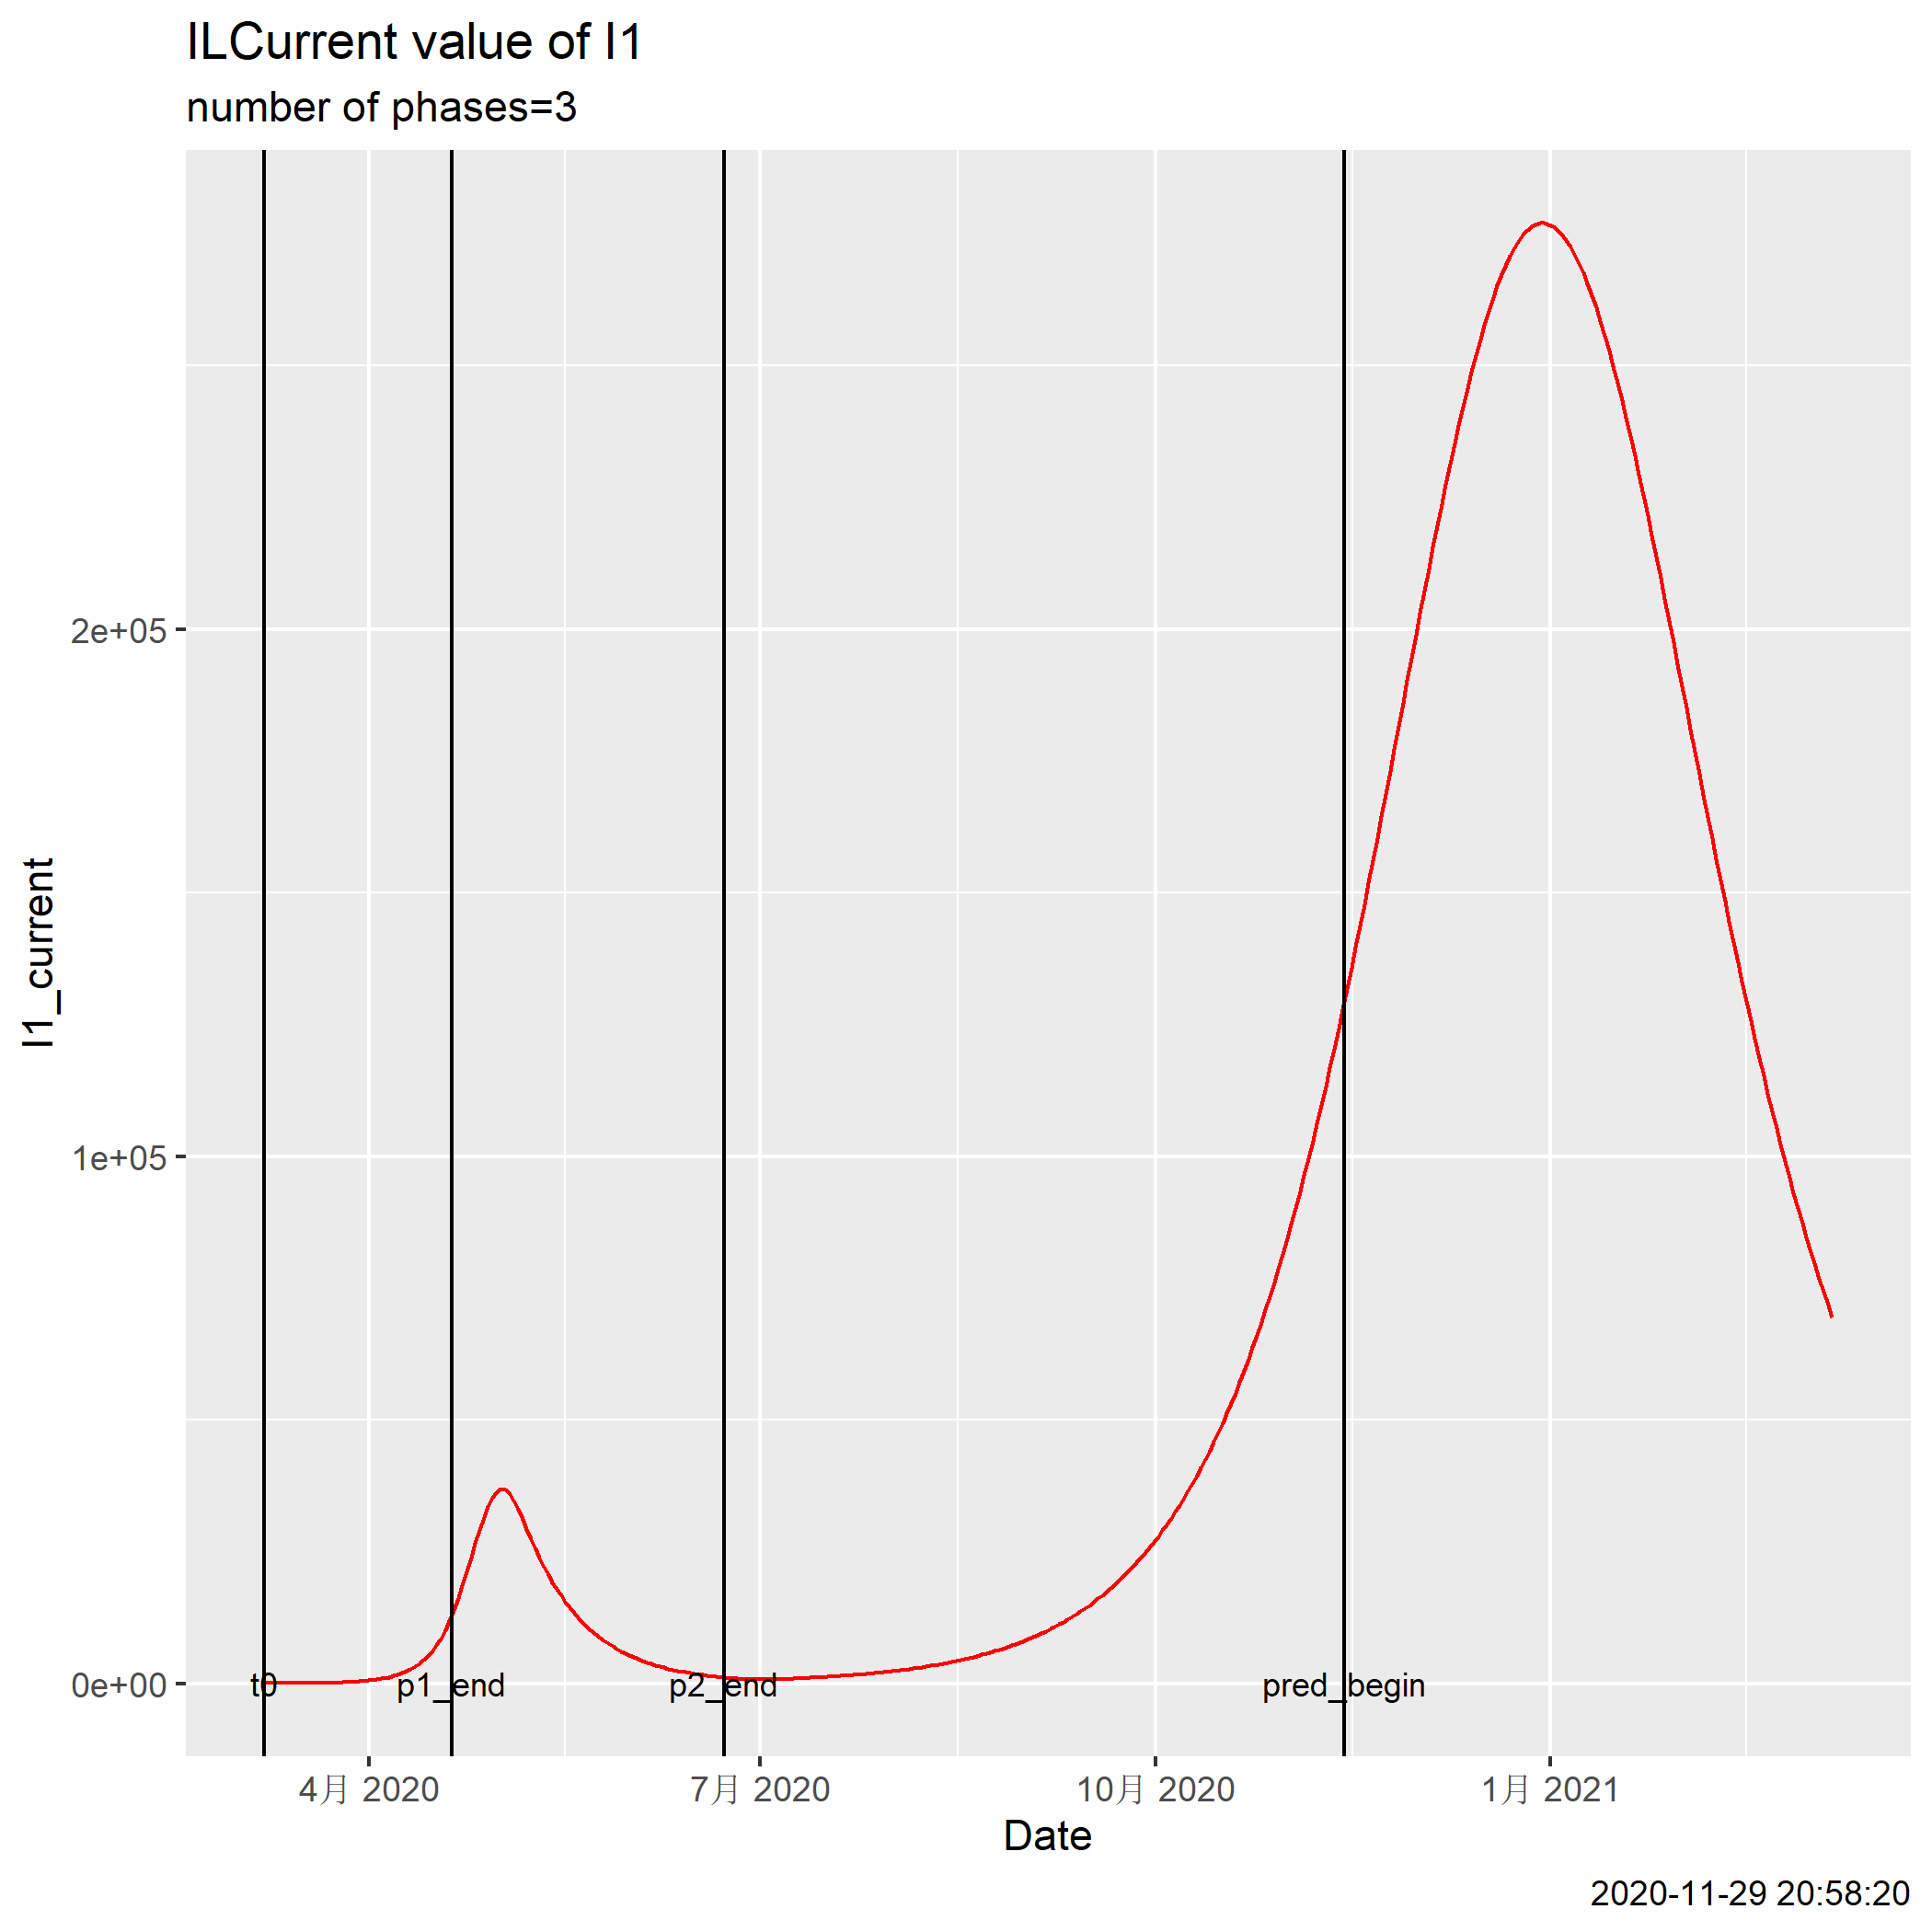 ILCurrent value of I1
number of phases=3
I1_current
2e+05
1e+05
0e+00
t0
p1_end
p2_end
pred_begin
4月 2020
7月 2020
10月 2020
1月 2021
Date
2020-11-29 20:58:20